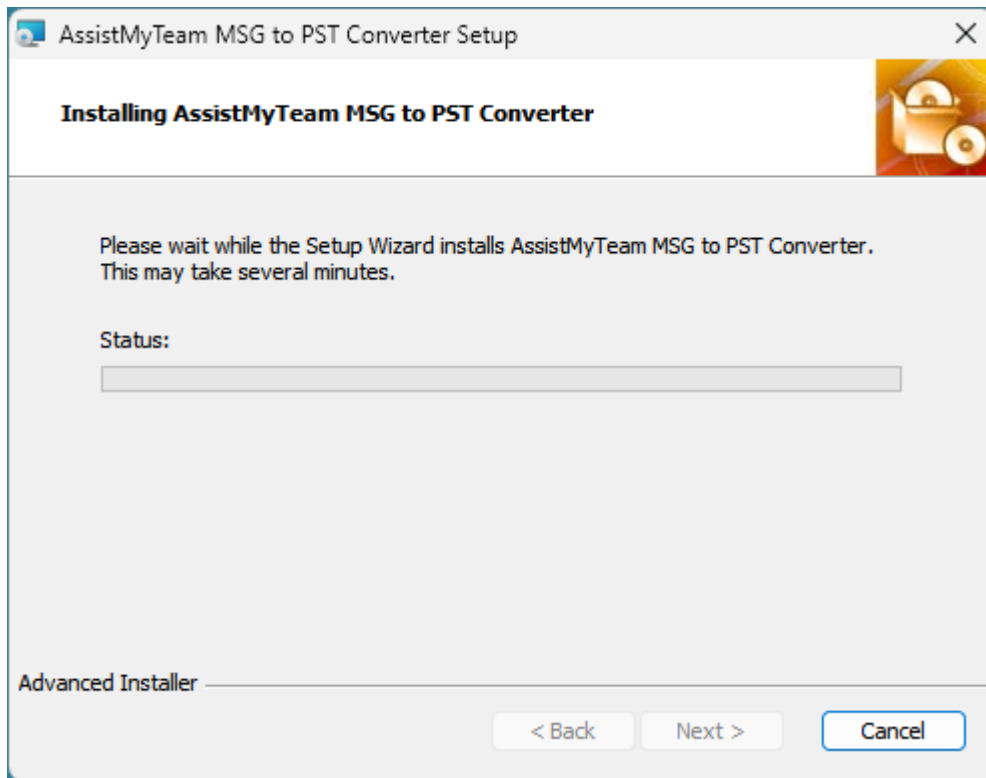 AssistMyTeam MSG to PST Converter Setup
Installing AssistMyTeam MSG to PST Converter
Please wait while the Setup Wizard installs AssistMyTeam MSG to PST Converter.
This may take several minutes.
Status:
Advanced Installer
< Back
Next >
Cancel